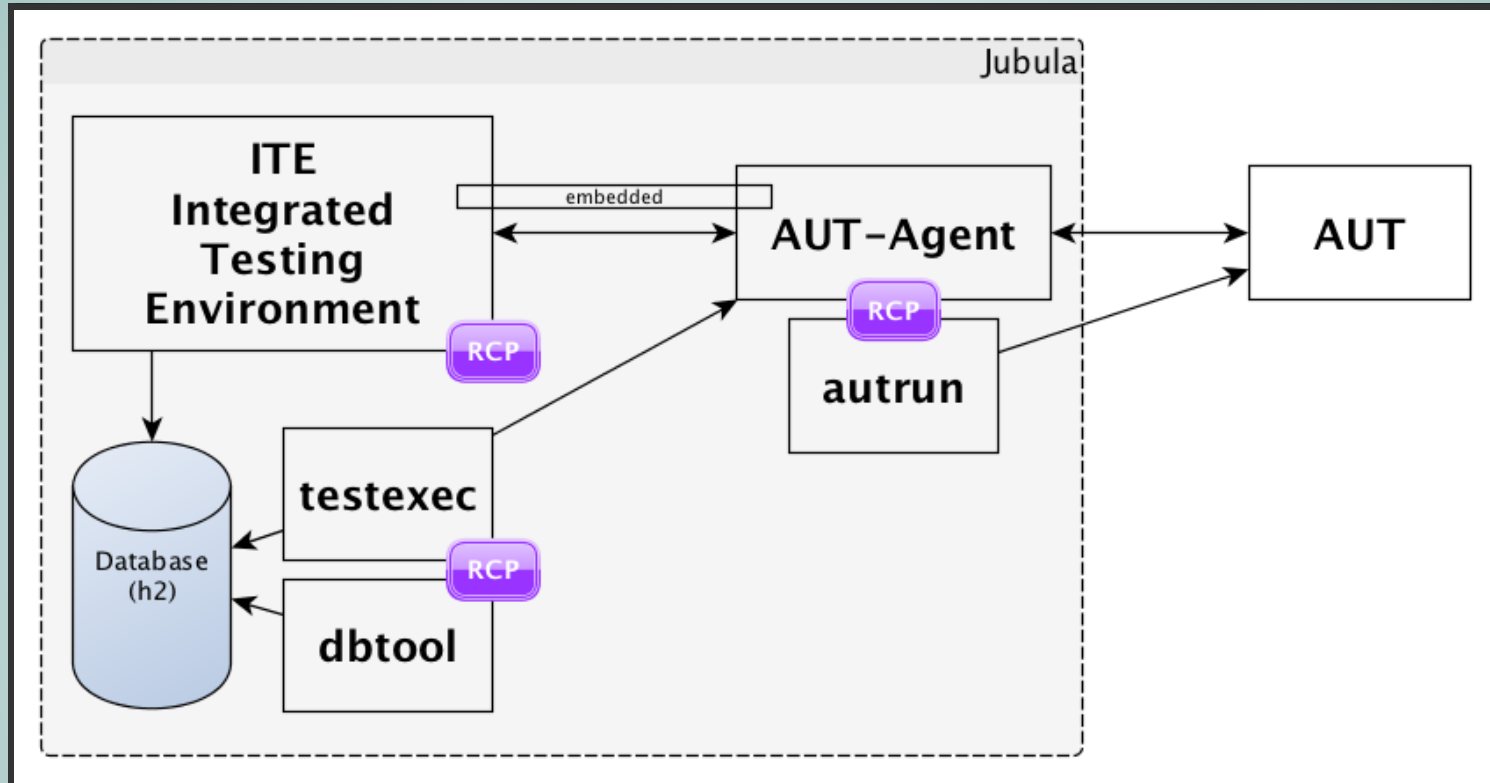 Jubula
ITE
Integrated
Testing
Environment
RCP
embedded
AUT-Agent
RCP
autrun
AUT
testexec
RCP
dbtool
Database
(h2)